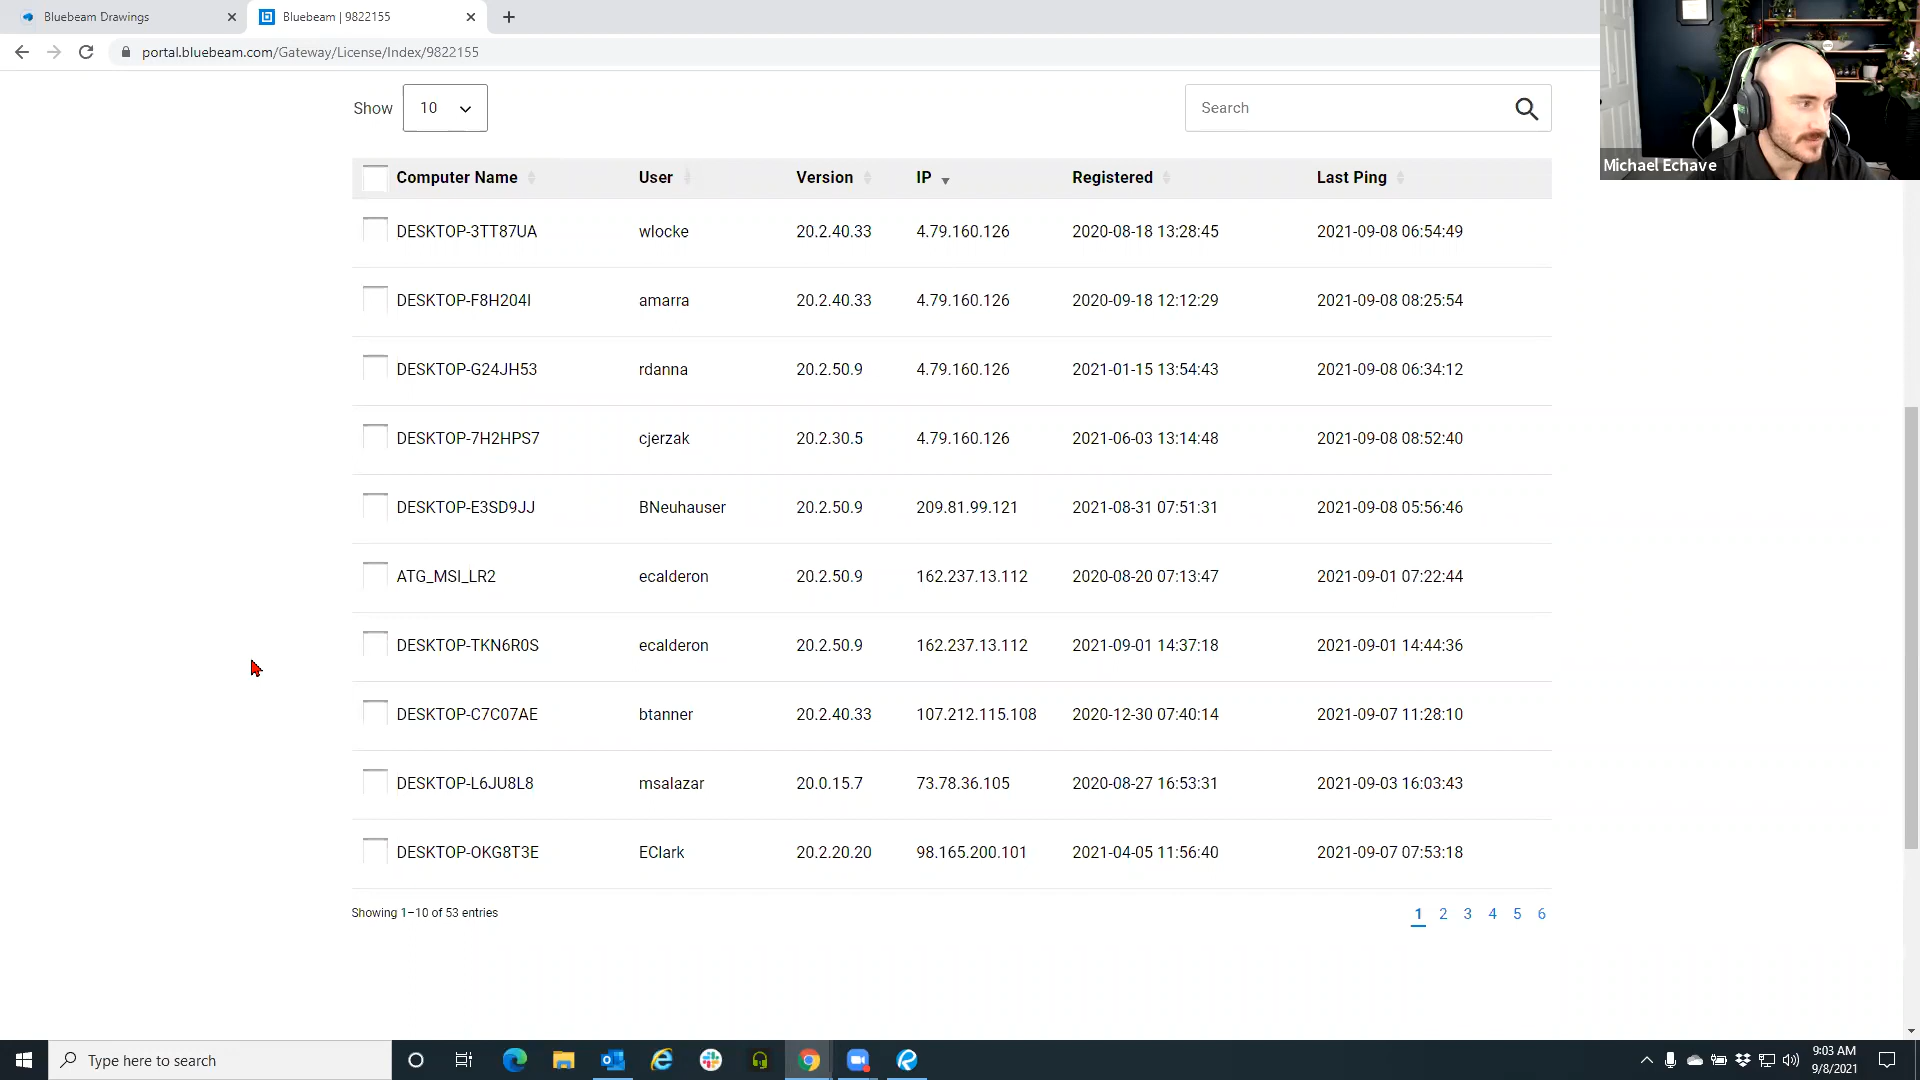 Bluebeam Drawings
Bluebeam | 9822155
portal.bluebeam.com/Gateway/License/Index/9822155
Michael Echave
Show 10
Search
Computer Name User Version IP Registered Last Ping
DESKTOP-3TT87UA wlocke 20.2.40.33 4.79.160.126 2020-08-18 13:28:45 2021-09-08 06:54:49
DESKTOP-F8H204I amarra 20.2.40.33 4.79.160.126 2020-09-18 12:12:29 2021-09-08 08:25:54
DESKTOP-G24JH53 rdanna 20.2.50.9 4.79.160.126 2021-01-15 13:54:43 2021-09-08 06:34:12
DESKTOP-7H2HPS7 cjerzak 20.2.30.5 4.79.160.126 2021-06-03 13:14:48 2021-09-08 08:52:40
DESKTOP-E3SD9JJ BNeuhauser 20.2.50.9 209.81.99.121 2021-08-31 07:51:31 2021-09-08 05:56:46
ATG_MSI_LR2 ecalderon 20.2.50.9 162.237.13.112 2020-08-20 07:13:47 2021-09-01 07:22:44
DESKTOP-TKN6R0S ecalderon 20.2.50.9 162.237.13.112 2021-09-01 14:37:18 2021-09-01 14:44:36
DESKTOP-C7C07AE btanner 20.2.40.33 107.212.115.108 2020-12-30 07:40:14 2021-09-07 11:28:10
DESKTOP-L6JU8L8 msalazar 20.0.15.7 73.78.36.105 2020-08-27 16:53:31 2021-09-03 16:03:43
DESKTOP-OKG8T3E EClark 20.2.20.20 98.165.200.101 2021-04-05 11:56:40 2021-09-07 07:53:18
Showing 1–10 of 53 entries
1 2 3 4 5 6
Type here to search
9:03 AM
9/8/2021